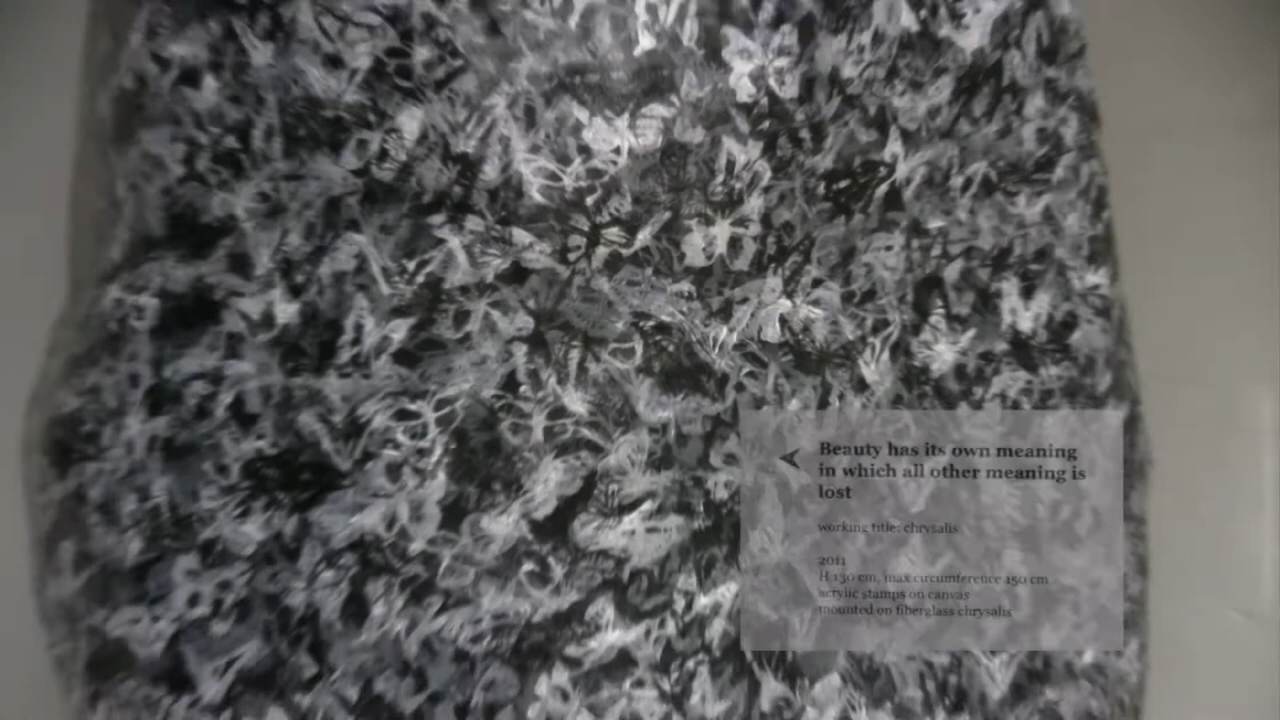 Beauty has its own meaning
in which all other meaning is
lost
working title: chrysalis
2011
H 130 cm, max circumference 150 cm
acrylic stamps on canvas
mounted on fiberglass chrysalis